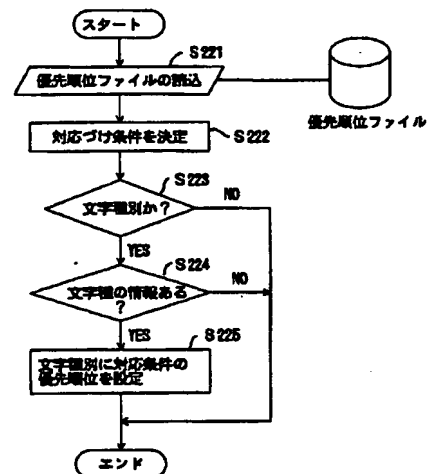 スタート
S221
優先順位ファイルの読込
優先順位ファイル
対応づけ条件を決定
S222
S223
文字種別か？
NO
YES
S224
文字種の情報ある
？
NO
YES
S225
文字種別に対応条件の
優先順位を設定
エンド